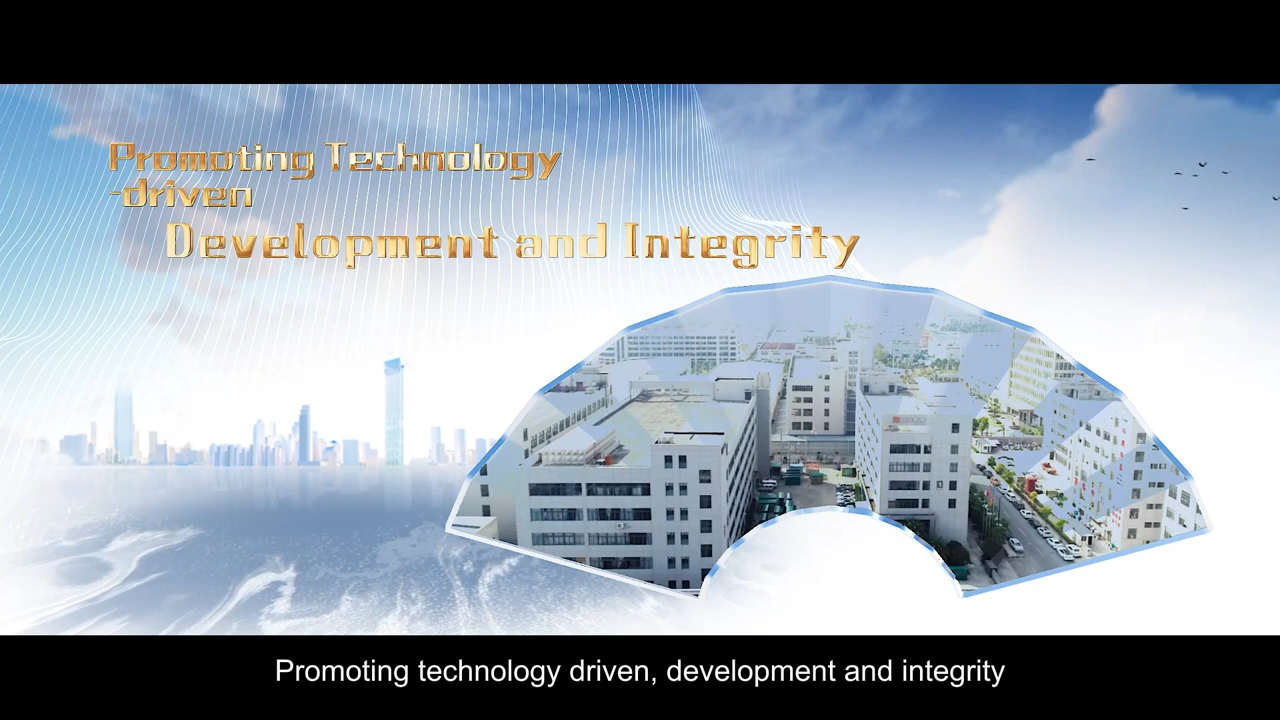 Promoting Technology
-driven
Development and Integrity
Promoting technology driven, development and integrity